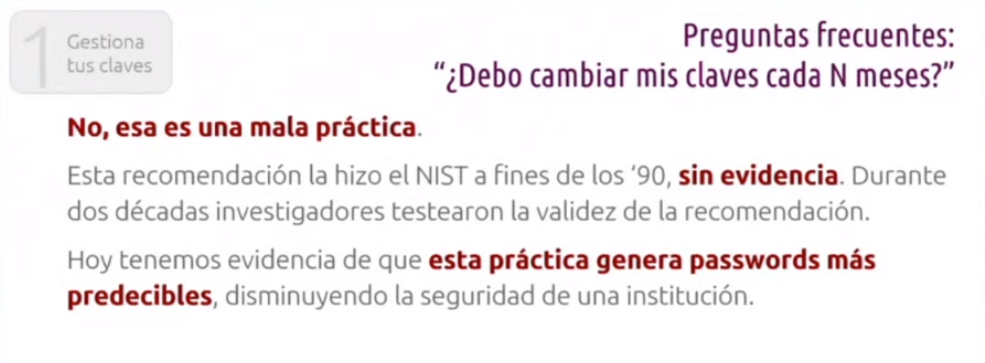 1
Gestiona
tus claves
Preguntas frecuentes:
“¿Debo cambiar mis claves cada N meses?”
No, esa es una mala práctica.
Esta recomendación la hizo el NIST a fines de los ‘90, sin evidencia. Durante
dos décadas investigadores testearon la validez de la recomendación.
Hoy tenemos evidencia de que esta práctica genera passwords más
predecibles, disminuyendo la seguridad de una institución.